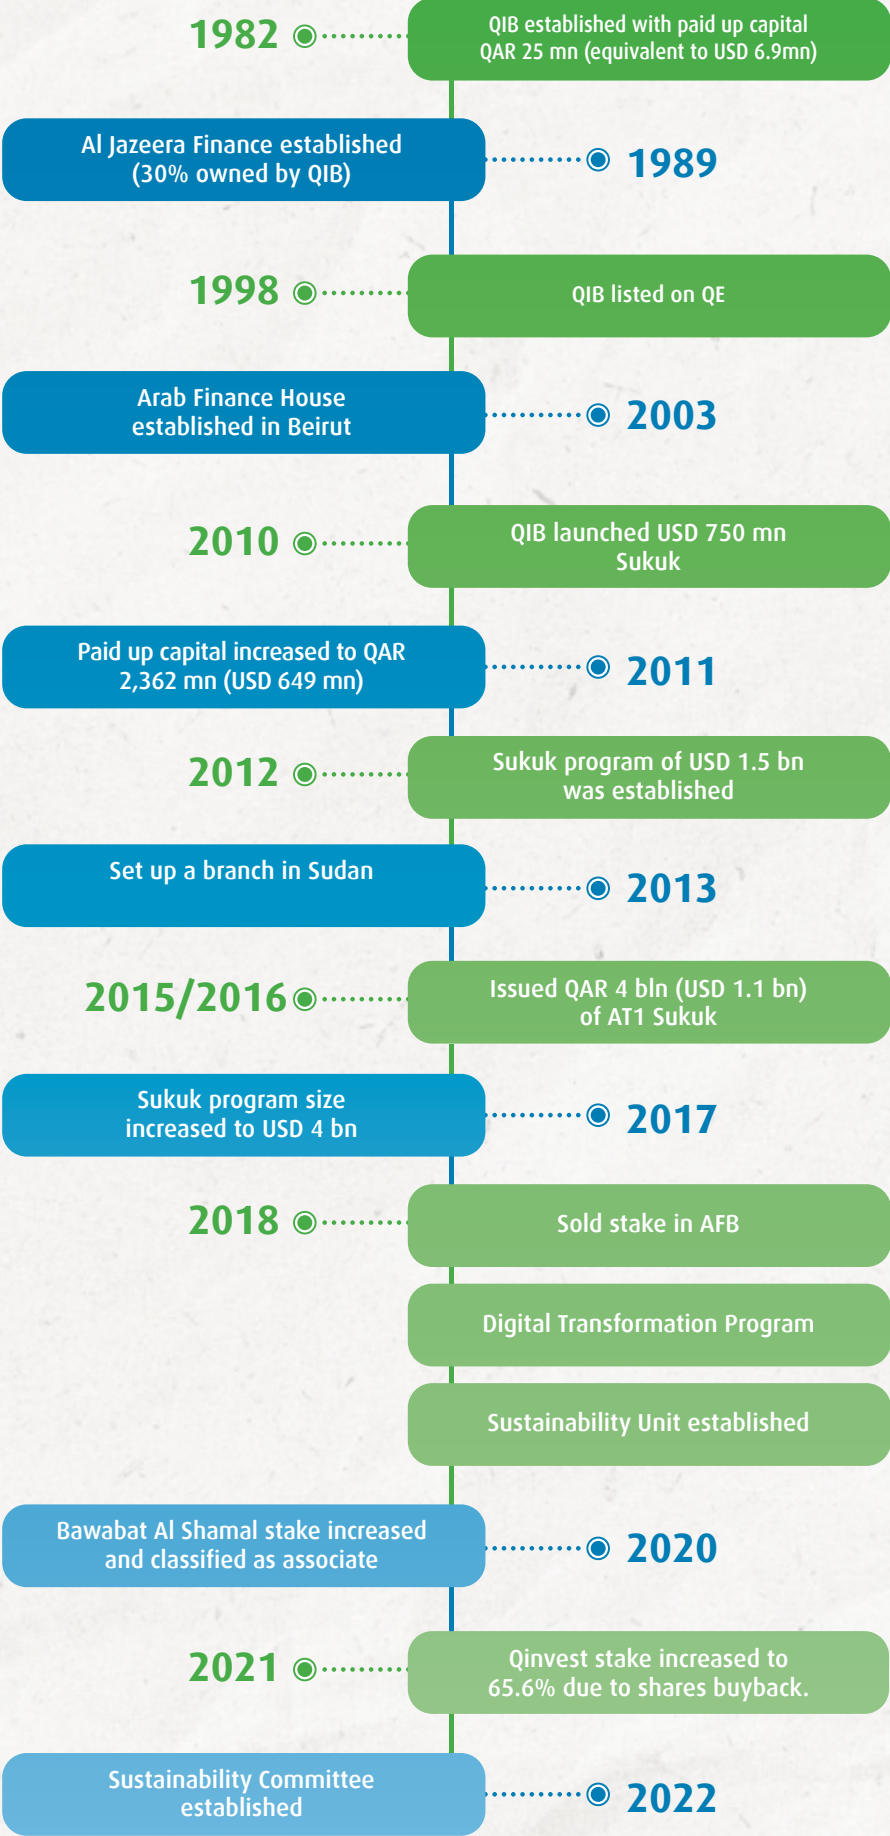 1982
QIB established with paid up capital
QAR 25 mn (equivalent to USD 6.9mn)
Al Jazeera Finance established
(30% owned by QIB)
1989
1998
QIB listed on QE
Arab Finance House
established in Beirut
2003
2010
QIB launched USD 750 mn
Sukuk
Paid up capital increased to QAR
2,362 mn (USD 649 mn)
2011
2012
Sukuk program of USD 1.5 bn
was established
Set up a branch in Sudan
2013
2015/2016
Issued QAR 4 bln (USD 1.1 bn)
of AT1 Sukuk
Sukuk program size
increased to USD 4 bn
2017
2018
Sold stake in AFB
Digital Transformation Program
Sustainability Unit established
Bawabat Al Shamal stake increased
and classified as associate
2020
2021
Qinvest stake increased to
65.6% due to shares buyback.
Sustainability Committee
established
2022